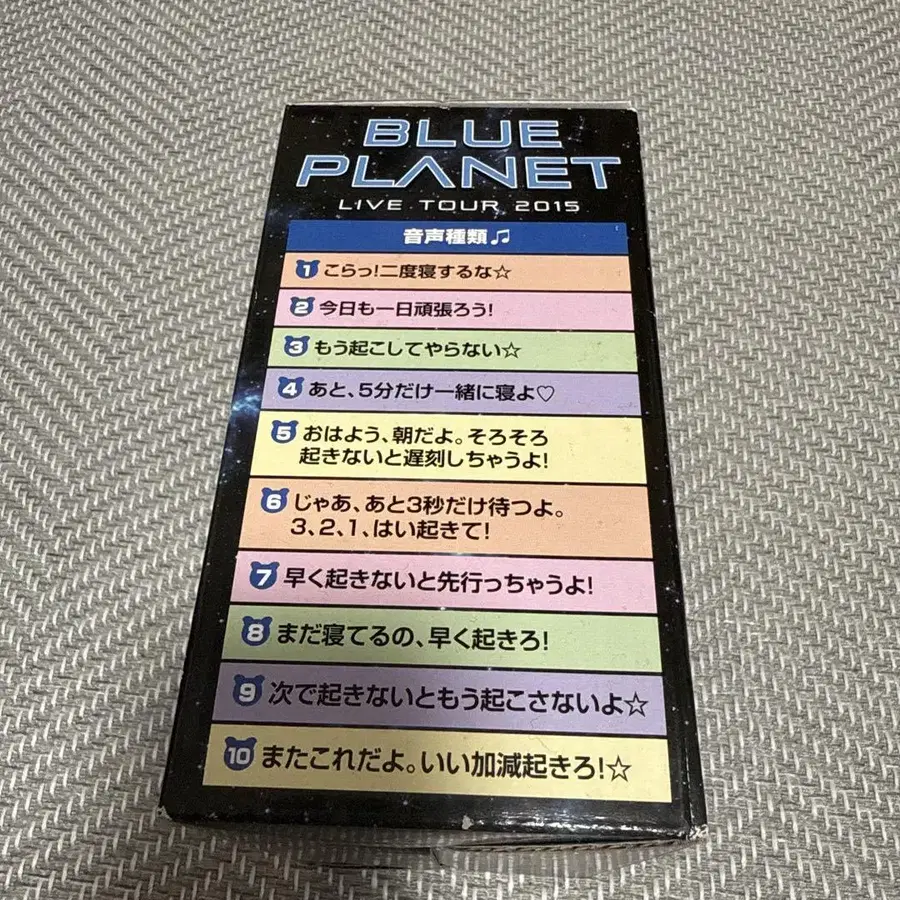 BLUE
PLANET
LIVE TOUR 2015
音声種類♫
1 こらっ!二度寝するな☆
2 今日も一日頑張ろう!
3 もう起こしてやらない☆
4 あと、5分だけ一緒に寝よ♡
5 おはよう、朝だよ。そろそろ
起きないと遅刻しちゃうよ!
6 じゃあ、あと3秒だけ待つよ。
3、2、1、はい起きて!
7 早く起きないと先行っちゃうよ!
8 まだ寝てるの、早く起きろ!
9 次で起きないともう起こさないよ☆
10 またこれだよ。いい加減起きろ!☆